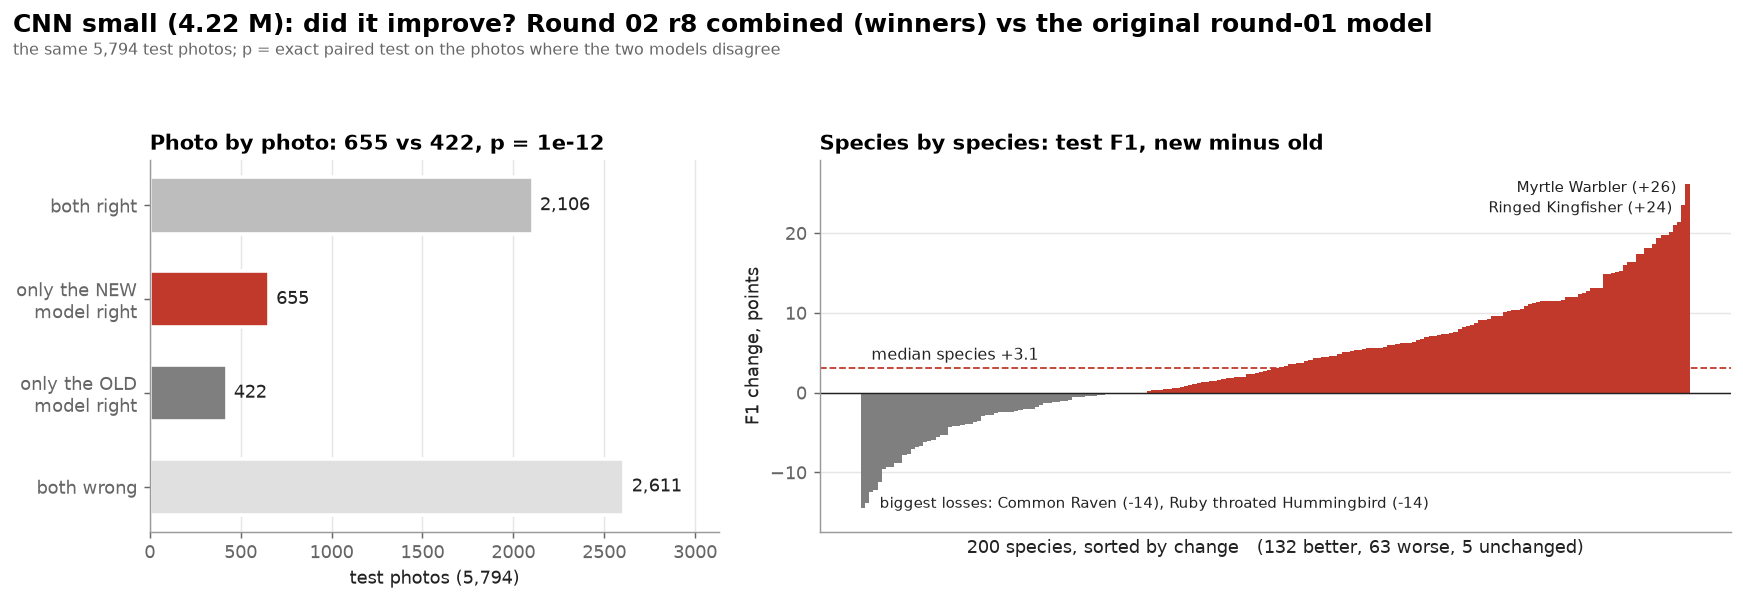 CNN small (4.22 M): did it improve? Round 02 r8 combined (winners) vs the original round-01 model
the same 5,794 test photos; p = exact paired test on the photos where the two models disagree
Photo by photo: 655 vs 422, p = 1e-12
both right
2,106
only the NEW
model right
655
only the OLD
model right
422
both wrong
2,611
0 500 1000 1500 2000 2500 3000
test photos (5,794)
Species by species: test F1, new minus old
Myrtle Warbler (+26)
Ringed Kingfisher (+24)
20
10
median species +3.1
0
−10
F1 change, points
biggest losses: Common Raven (-14), Ruby throated Hummingbird (-14)
200 species, sorted by change (132 better, 63 worse, 5 unchanged)